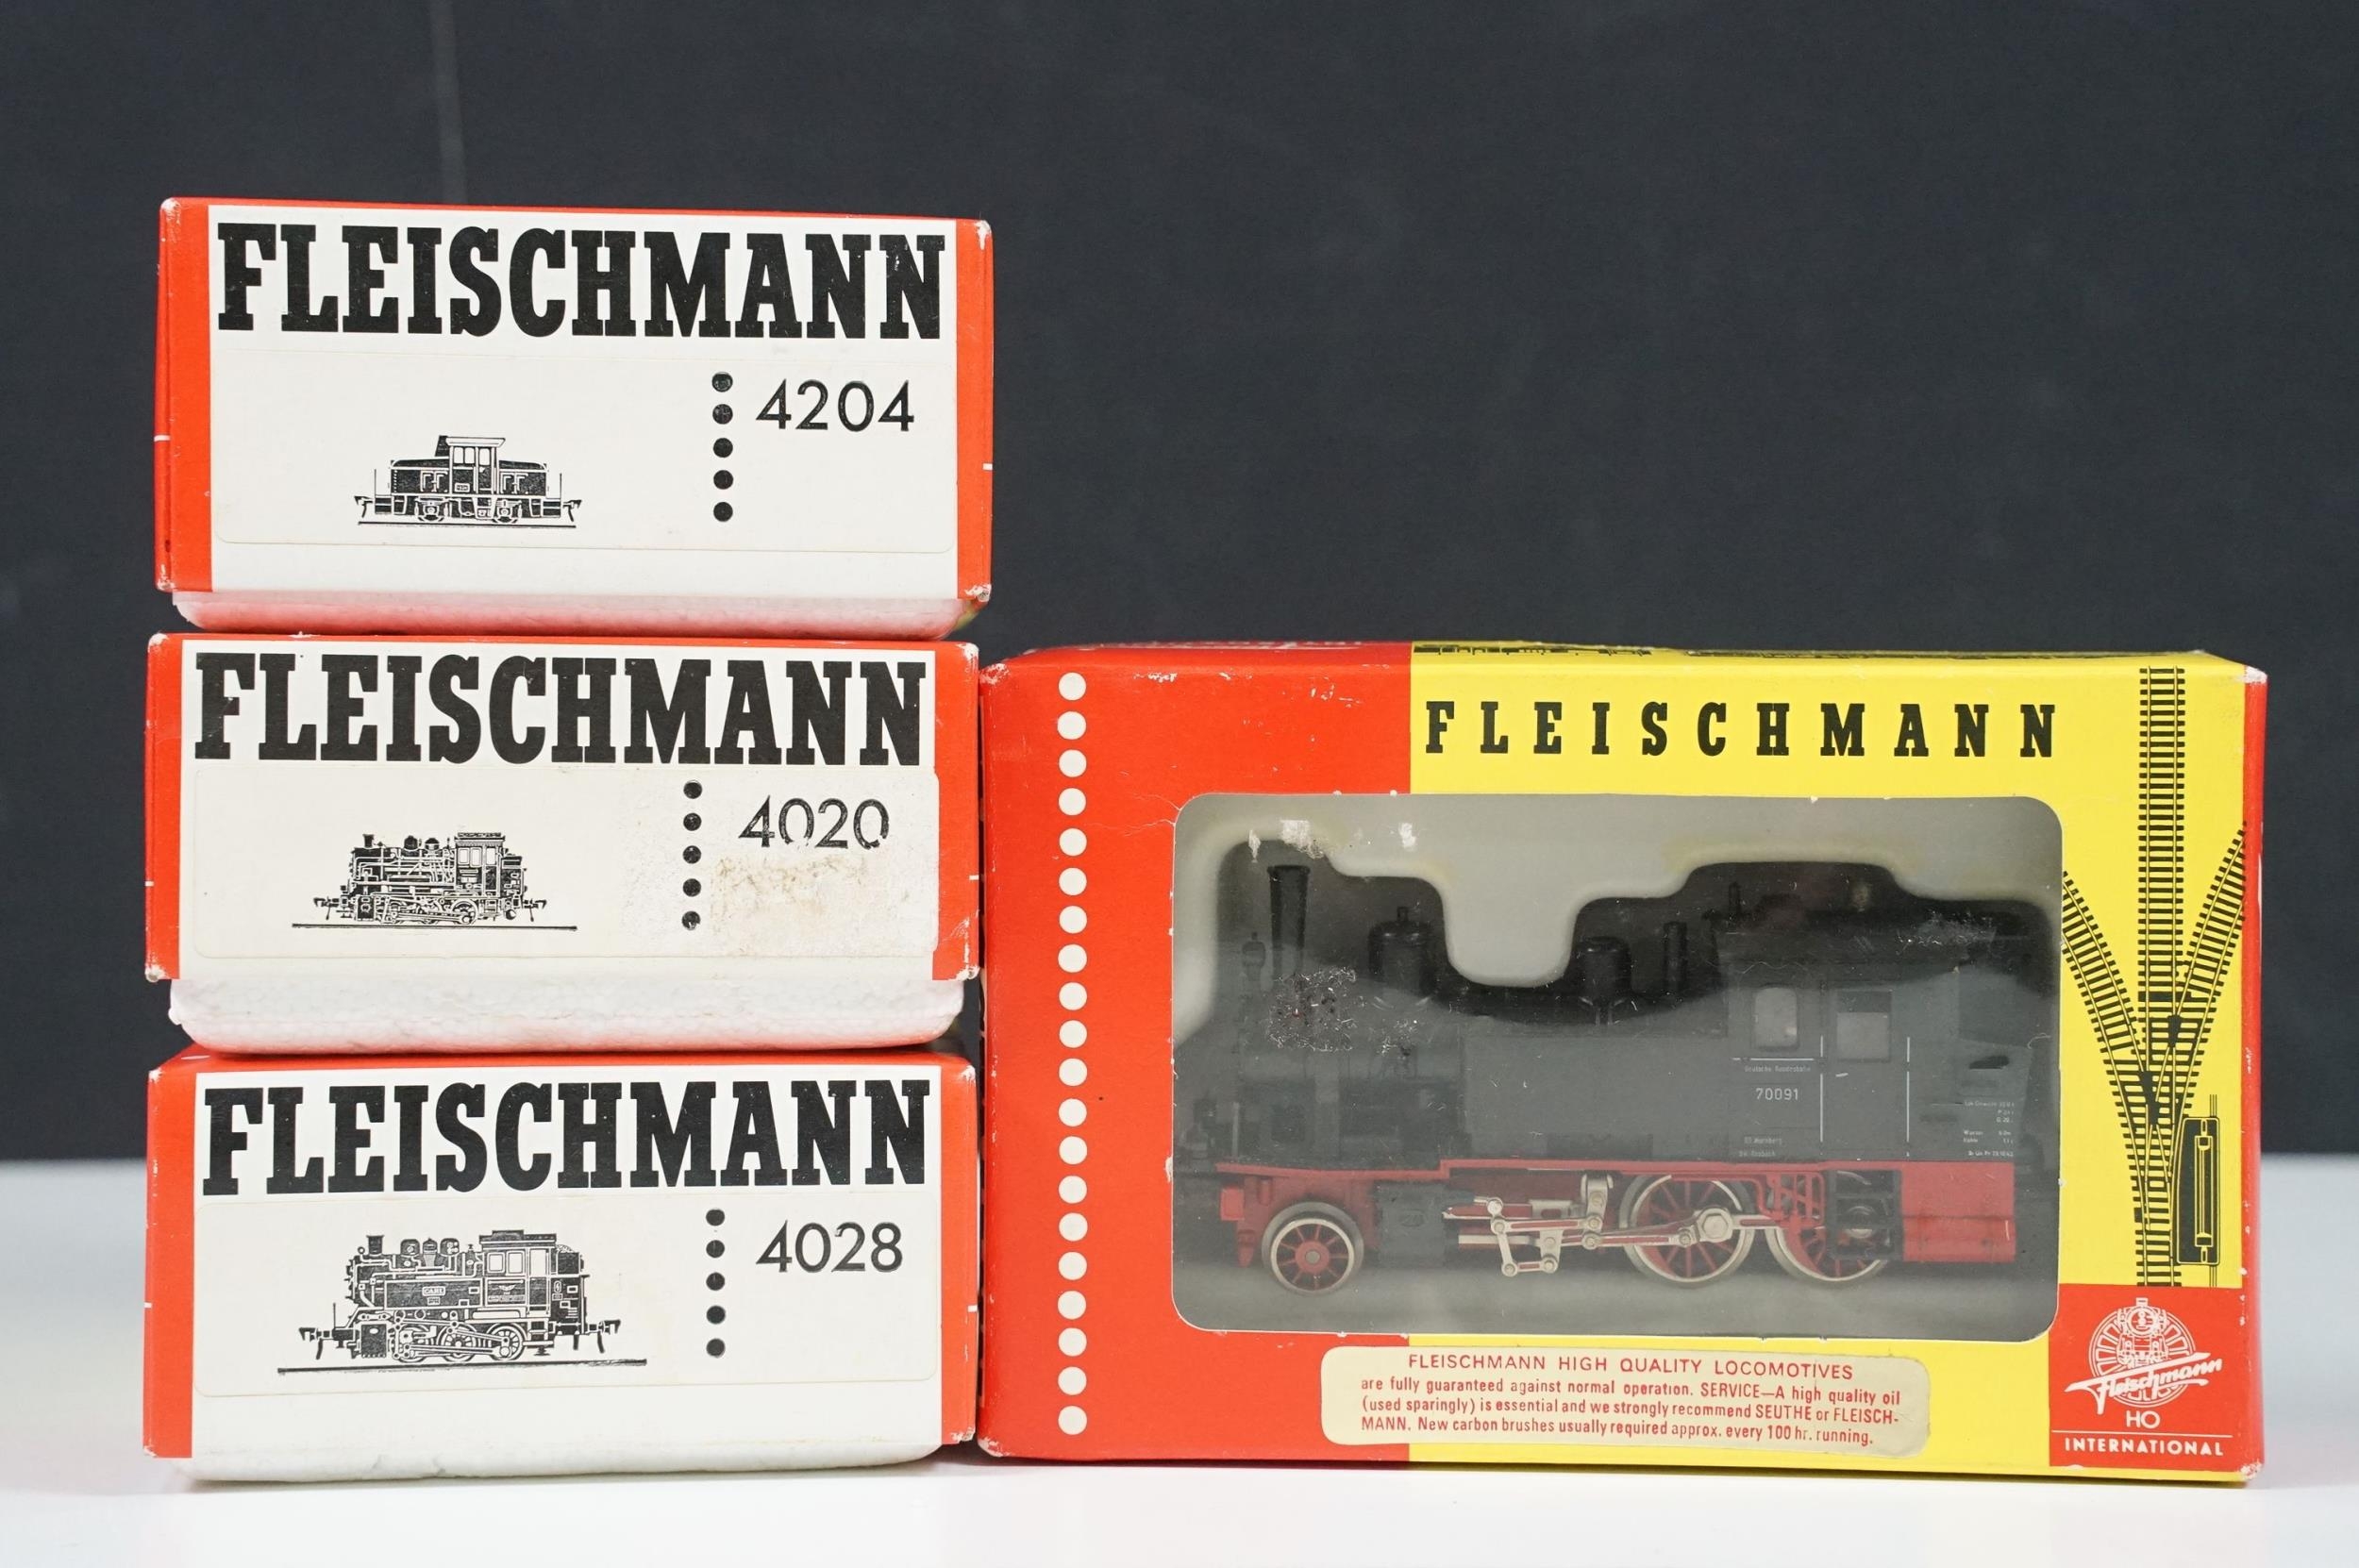 FLEISCHMANN
4204
FLEISCHMANN
4020
FLEISCHMANN
4028
FLEISCHMANN
70091
FLEISCHMANN HIGH QUALITY LOCOMOTIVES
are fully guaranteed against normal operation. SERVICE—A high quality oil
(used sparingly) is essential and we strongly recommend SEUTHE or FLEISCH-
MANN. New carbon brushes usually required approx. every 100 hr. running.
Fleischmann
HO
INTERNATIONAL